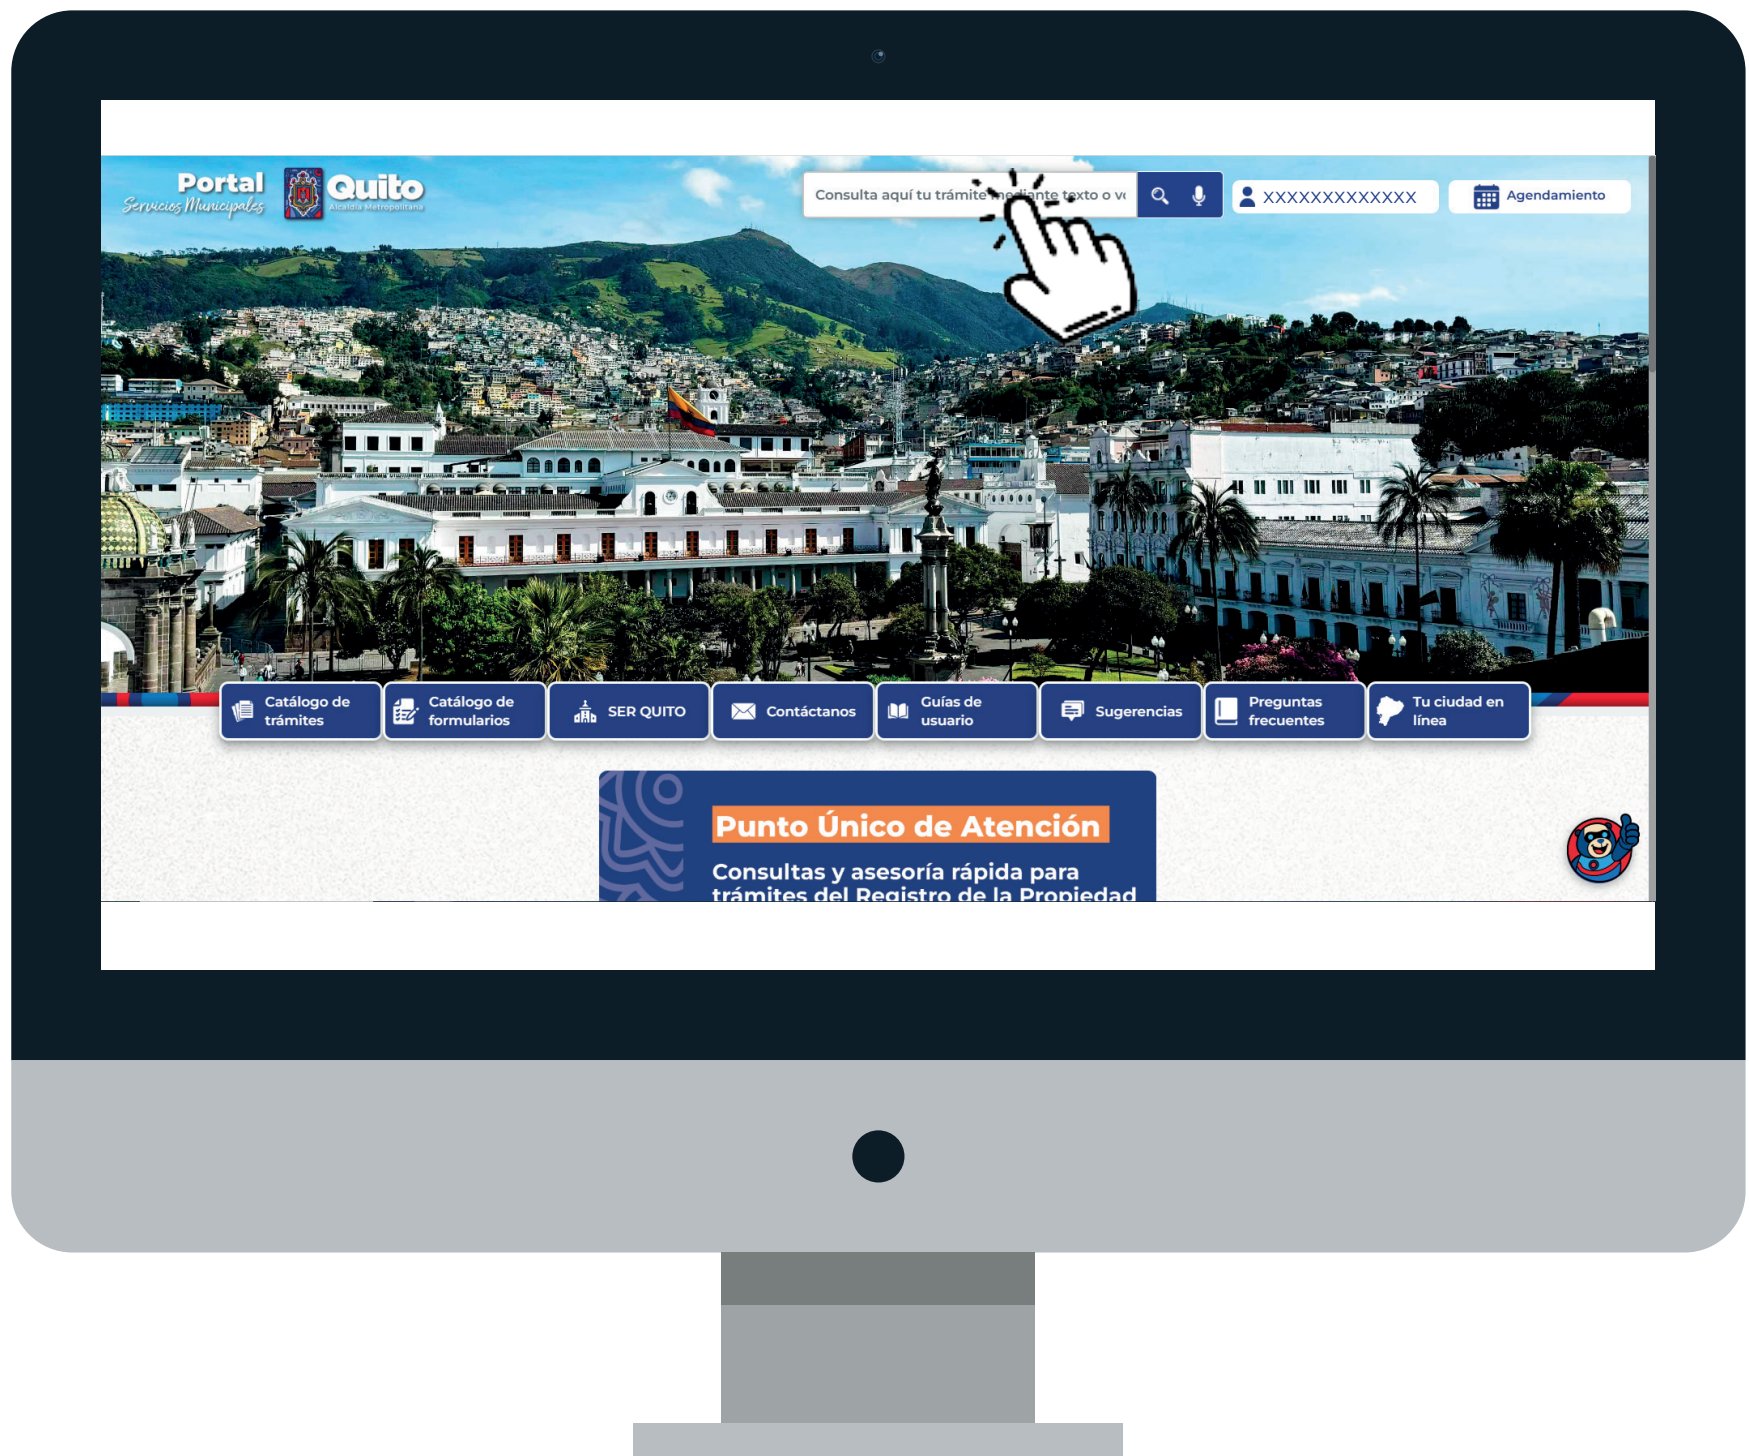 Portal
Servicios Municipales
Quito
Alcaldía Metropolitana
Consulta aquí tu trámite mediante texto o ve
XXXXXXXXXXXXX
Agendamiento
Catálogo de
trámites
Catálogo de
formularios
SER QUITO
Contáctanos
Guías de
usuario
Sugerencias
Preguntas
frecuentes
Tu ciudad en
línea
Punto Único de Atención
Consultas y asesoría rápida para
trámites del Registro de la Propiedad